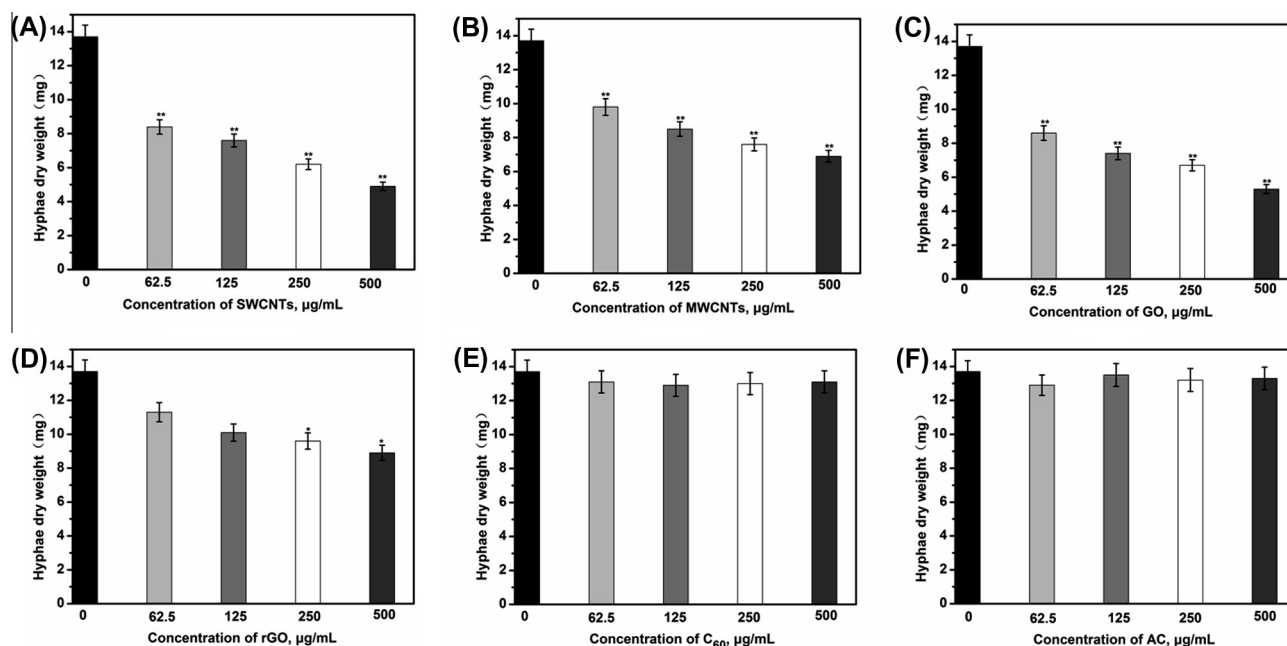 (A)
Hyphae dry weight (mg)
14
12
10
8
6
4
2
0
**
**
**
**
0 62.5 125 250 500
Concentration of SWCNTs, µg/mL
(B)
Hyphae dry weight (mg)
14
12
10
8
6
4
2
0
**
**
**
**
0 62.5 125 250 500
Concentration of MWCNTs, µg/mL
(C)
Hyphae dry weight (mg)
14
12
10
8
6
4
2
0
**
**
**
**
0 62.5 125 250 500
Concentration of GO, µg/mL
(D)
Hyphae dry weight (mg)
14
12
10
8
6
4
2
0
*
*
0 62.5 125 250 500
Concentration of rGO, µg/mL
(E)
Hyphae dry weight (mg)
14
12
10
8
6
4
2
0
0 62.5 125 250 500
Concentration of C60, µg/mL
(F)
Hyphae dry weight (mg)
14
12
10
8
6
4
2
0
0 62.5 125 250 500
Concentration of AC, µg/mL